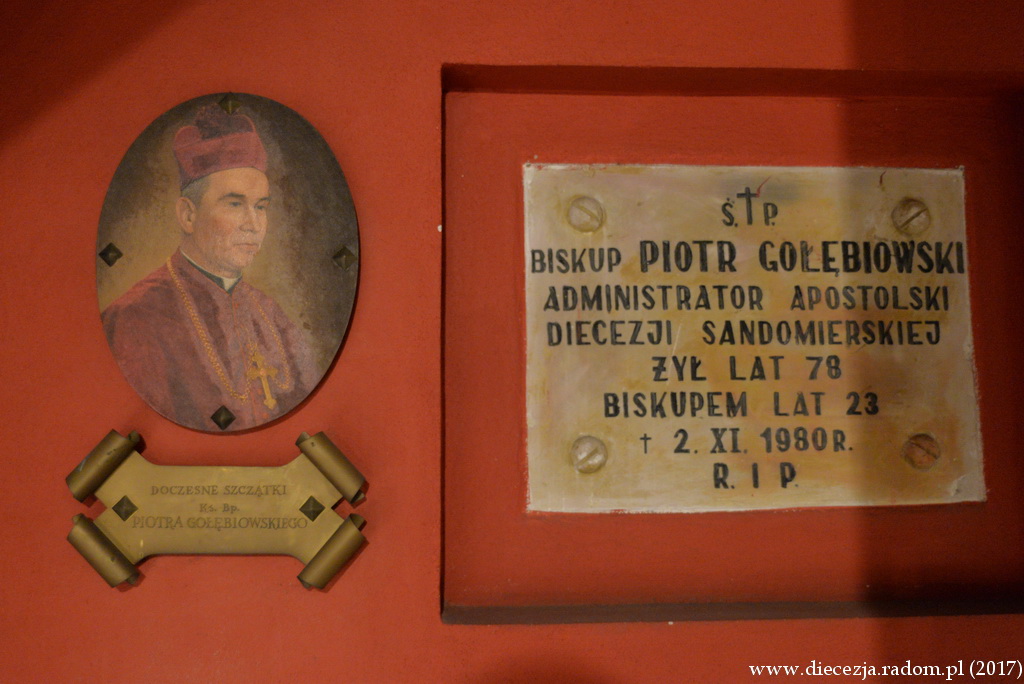 Ś.†P.
BISKUP PIOTR GOŁĘBIOWSKI
ADMINISTRATOR APOSTOLSKI
DIECEZJI SANDOMIERSKIEJ
ŻYŁ LAT 78
BISKUPEM LAT 23
† 2. XI. 1980 R.
R. I P.
DOCZESNE SZCZĄTKI
Ks. Bp.
PIOTRA GOŁĘBIOWSKIEGO
www.diecezja.radom.pl (2017)